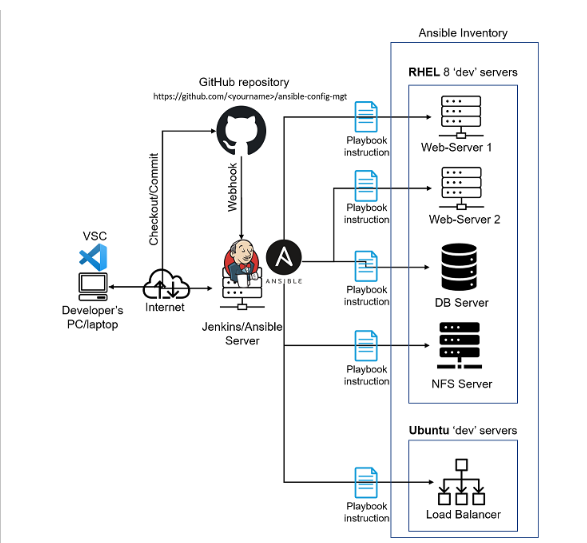 Ansible Inventory
RHEL 8 ‘dev’ servers
GitHub repository
https://github.com/<yourname>/ansible-config-mgt
Playbook
instruction
Web-Server 1
Checkout/Commit
Webhook
Playbook
instruction
Web-Server 2
VSC
ANSIBLE
Developer's
PC/laptop
Internet
Jenkins/Ansible
Server
Playbook
instruction
DB Server
Playbook
instruction
NFS Server
Ubuntu ‘dev’ servers
Playbook
instruction
Load Balancer